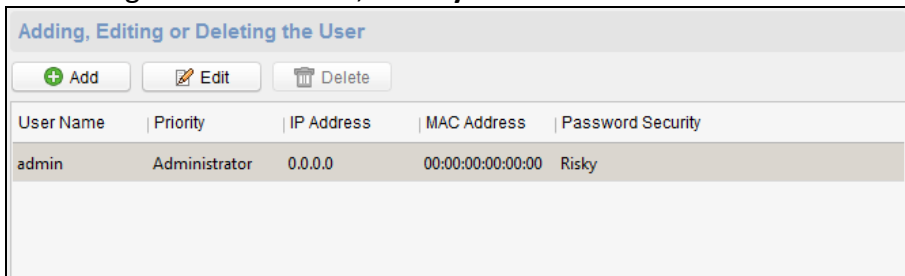 Adding, Editing or Deleting the User
Add Edit Delete
User Name Priority IP Address MAC Address Password Security
admin Administrator 0.0.0.0 00:00:00:00:00:00 Risky